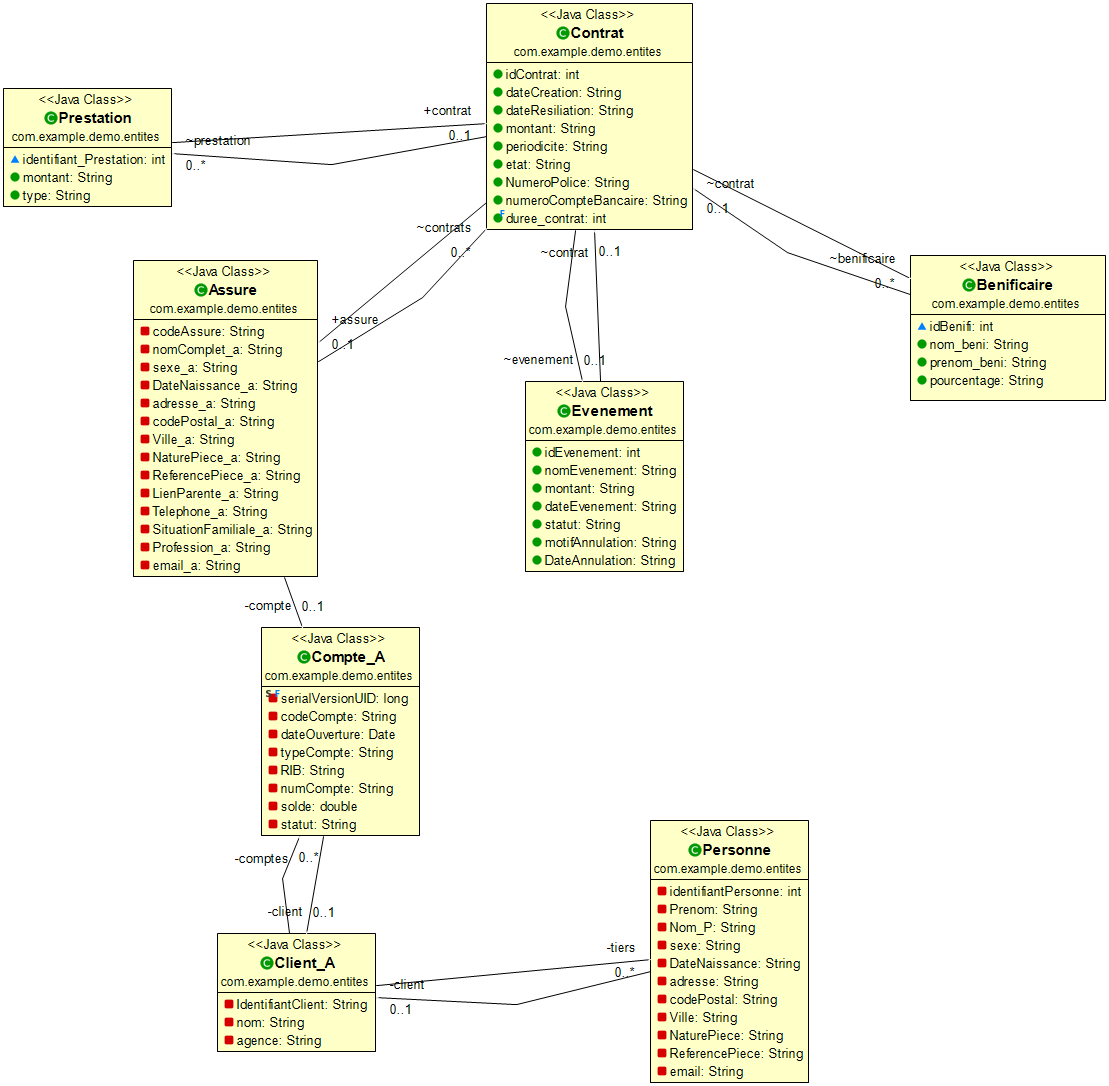 <<Java Class>>
Contrat
com.example.demo.entites
idContrat: int
dateCreation: String
dateResiliation: String
montant: String
periodicite: String
etat: String
NumeroPolice: String
numeroCompteBancaire: String
duree_contrat: int
<<Java Class>>
Prestation
com.example.demo.entites
identifiant_Prestation: int
montant: String
type: String
~prestation
0..*
+contrat
0..1
~contrat
0..1
~benificaire
0..*
~contrats
0..*
+assure
0..1
~contrat
0..1
~evenement
0..1
<<Java Class>>
Benificaire
com.example.demo.entites
idBenifi: int
nom_beni: String
prenom_beni: String
pourcentage: String
<<Java Class>>
Assure
com.example.demo.entites
codeAssure: String
nomComplet_a: String
sexe_a: String
DateNaissance_a: String
adresse_a: String
codePostal_a: String
Ville_a: String
NaturePiece_a: String
ReferencePiece_a: String
LienParente_a: String
Telephone_a: String
SituationFamiliale_a: String
Profession_a: String
email_a: String
<<Java Class>>
Evenement
com.example.demo.entites
idEvenement: int
nomEvenement: String
montant: String
dateEvenement: String
statut: String
motifAnnulation: String
DateAnnulation: String
-compte
0..1
<<Java Class>>
Compte_A
com.example.demo.entites
serialVersionUID: long
codeCompte: String
dateOuverture: Date
typeCompte: String
RIB: String
numCompte: String
solde: double
statut: String
-comptes
0..*
-client
0..1
<<Java Class>>
Client_A
com.example.demo.entites
IdentifiantClient: String
nom: String
agence: String
-client
0..1
-tiers
0..*
<<Java Class>>
Personne
com.example.demo.entites
identifiantPersonne: int
Prenom: String
Nom_P: String
sexe: String
DateNaissance: String
adresse: String
codePostal: String
Ville: String
NaturePiece: String
ReferencePiece: String
email: String